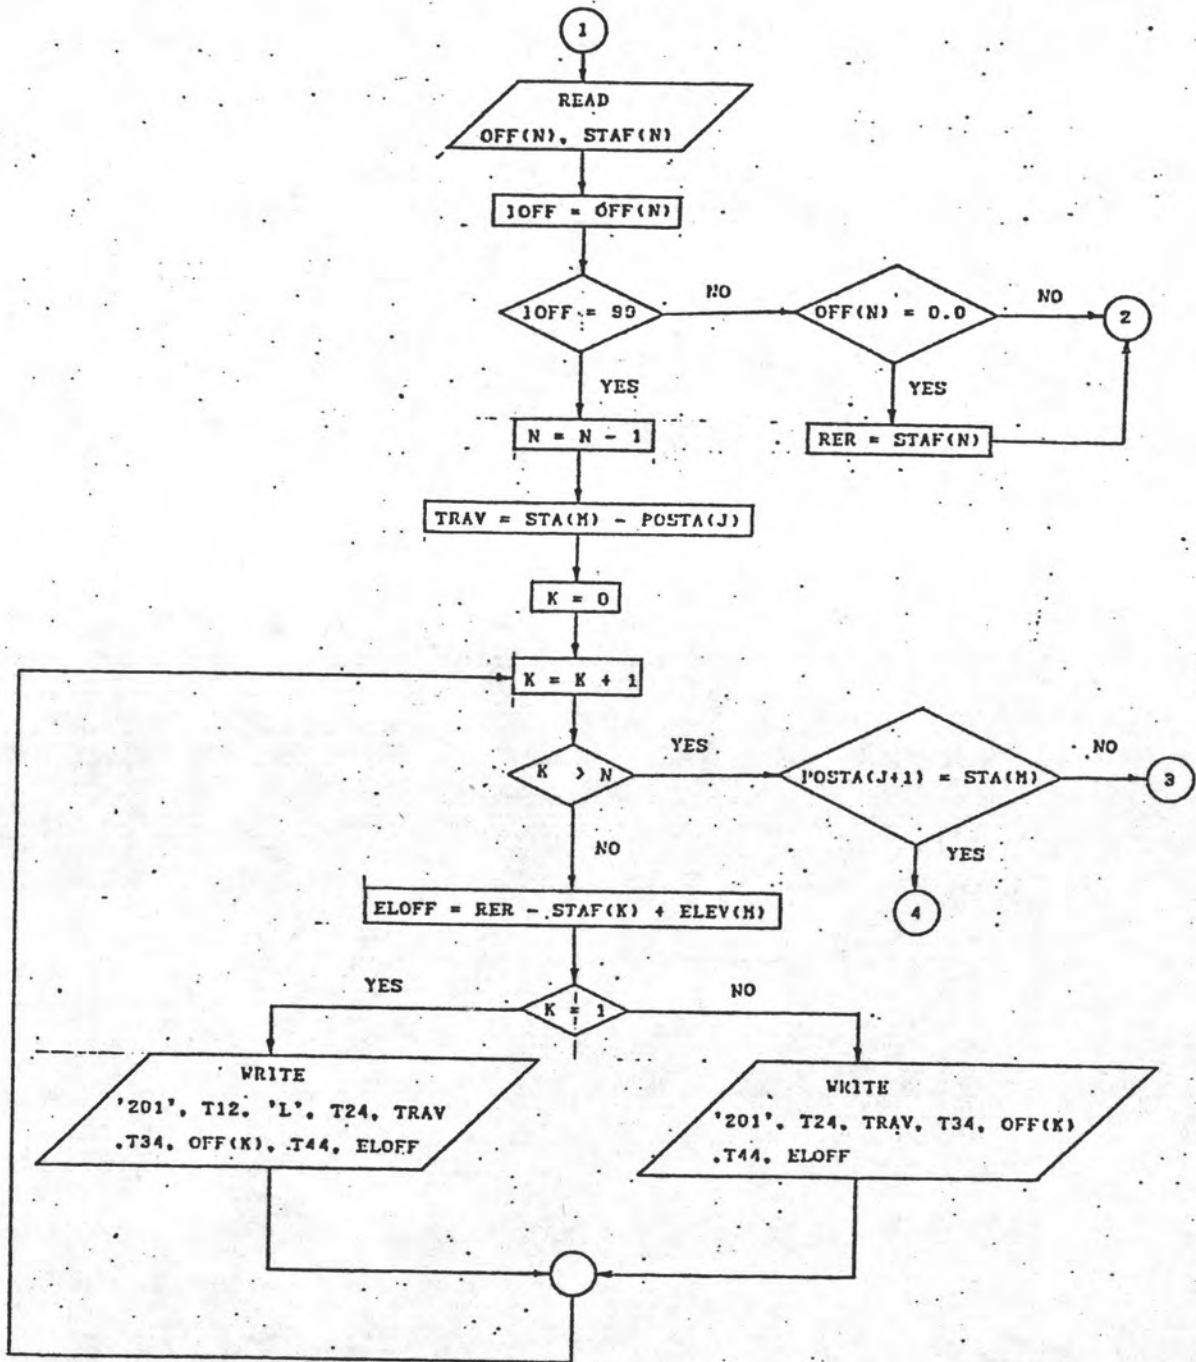 1
READ
OFF(N), STAF(N)
IOFF = OFF(N)
IOFF = 99
NO
OFF(N) = 0.0
NO
2
YES
YES
N = N - 1
RER = STAF(N)
TRAV = STA(M) - POSTA(J)
K = 0
K = K + 1
K > N
YES
POSTA(J+1) = STA(M)
NO
3
NO
YES
ELOFF = RER - STAF(K) + ELEV(M)
4
YES
K = 1
NO
WRITE
'201', T12, 'L', T24, TRAV
,T34, OFF(K), T44, ELOFF
WRITE
'201', T24, TRAV, T34, OFF(K)
,T44, ELOFF